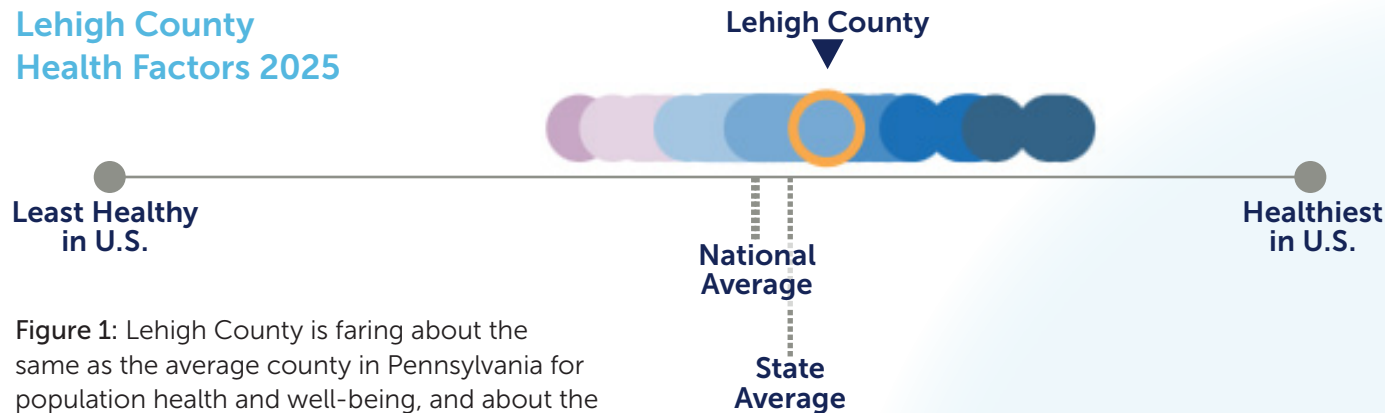 Lehigh County
Health Factors 2025
Lehigh County
Least Healthy
in U.S.
Healthiest
in U.S.
National
Average
State
Average
Figure 1: Lehigh County is faring about the
same as the average county in Pennsylvania for
population health and well-being, and about the